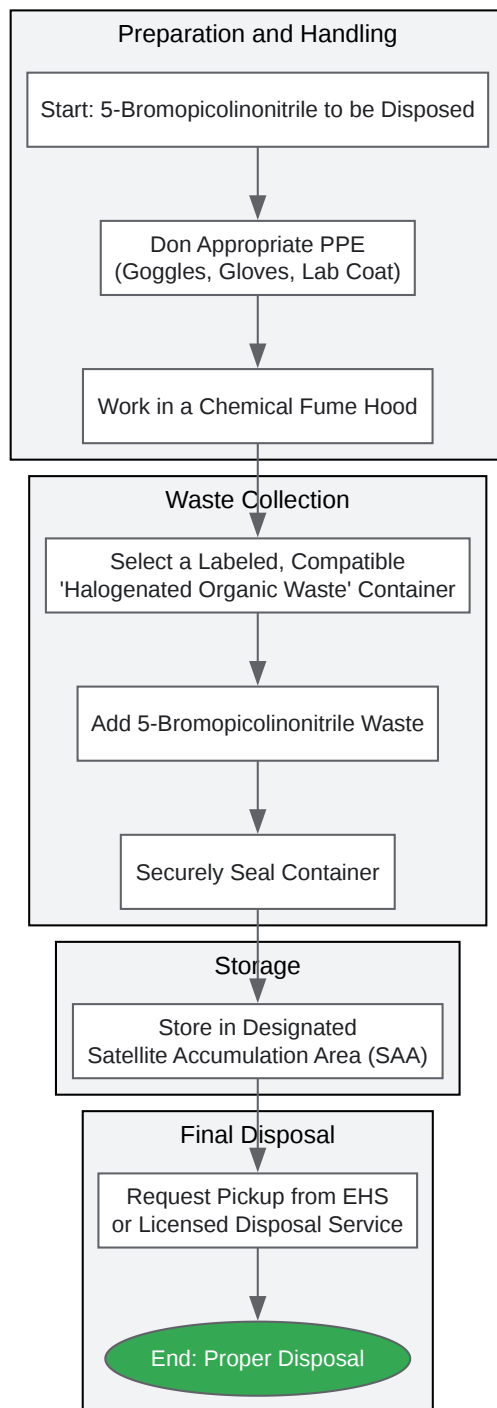 Preparation and Handling
Start: 5-Bromopicolinonitrile to be Disposed
Don Appropriate PPE
(Goggles, Gloves, Lab Coat)
Work in a Chemical Fume Hood
Waste Collection
Select a Labeled, Compatible
'Halogenated Organic Waste' Container
Add 5-Bromopicolinonitrile Waste
Securely Seal Container
Storage
Store in Designated
Satellite Accumulation Area (SAA)
Final Disposal
Request Pickup from EHS
or Licensed Disposal Service
End: Proper Disposal